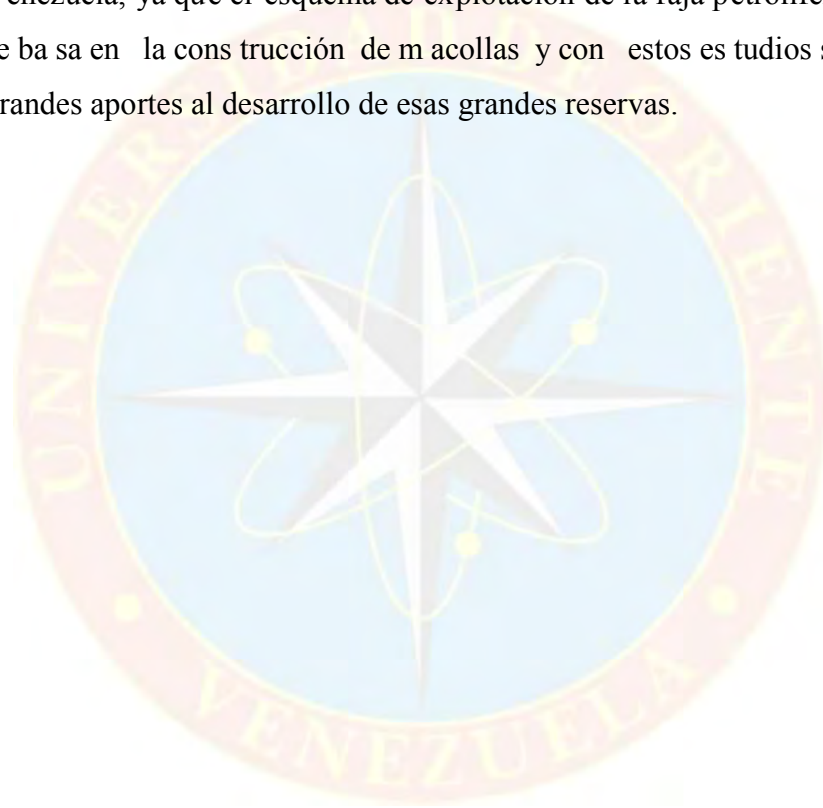 enezuela, ya que el esquema de explotación de la faja petrolífe
e ba sa en la cons trucción de m acollas y con estos es tudios s
randes aportes al desarrollo de esas grandes reservas.
UNIVERSIDAD DE ORIENTE
VENEZUELA